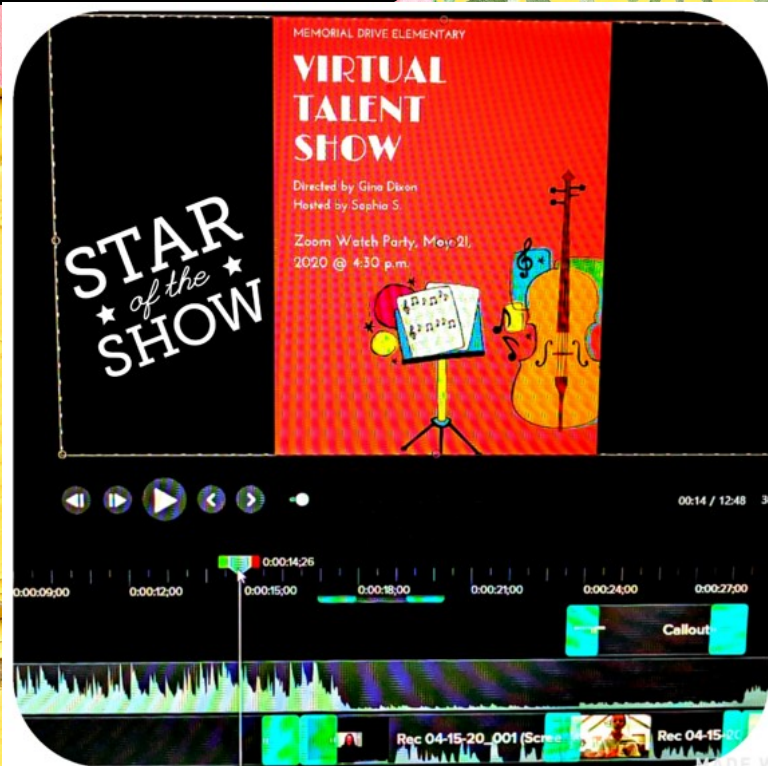 MEMORIAL DRIVE ELEMENTARY
VIRTUAL
TALENT
SHOW
Directed by Gina Dixon
Hosted by Sophia S.
Zoom Watch Party, May 21,
2020 @ 4:30 p.m.
STAR
of the
SHOW
00:14 / 12:48
0:00:14;26
0:00:09;00
0:00:12;00
0:00:15;00
0:00:18;00
0:00:21;00
0:00:24;00
0:00:27;00
Callout
Rec 04-15-20_001 (Scree
Rec 04-15-20